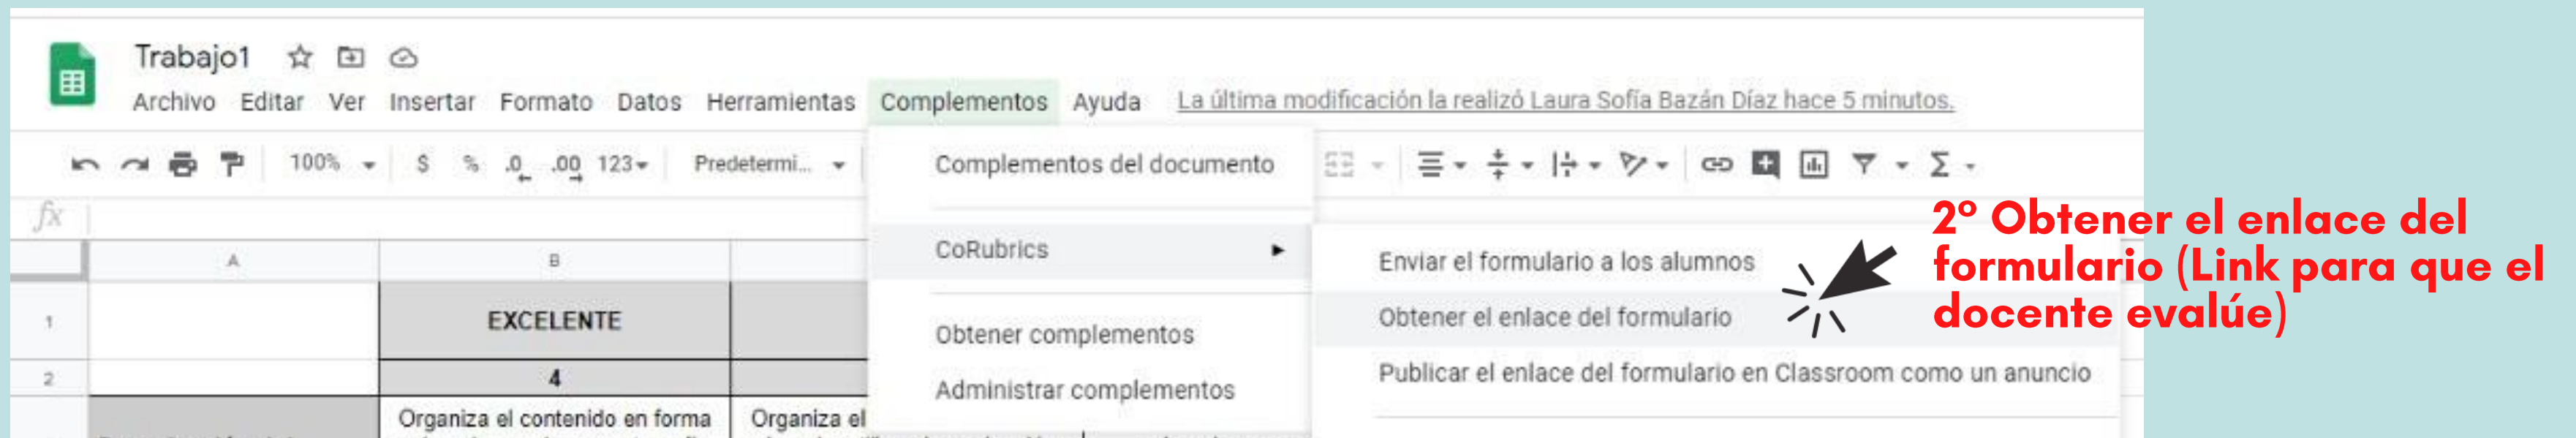 Trabajo1
Archivo Editar Ver Insertar Formato Datos Herramientas Complementos Ayuda La última modificación la realizó Laura Sofía Bazán Díaz hace 5 minutos.
100% $ % .0 .00 123 Predetermi...
fx
Complementos del documento
CoRubrics
Obtener complementos
Administrar complementos
Enviar el formulario a los alumnos
Obtener el enlace del formulario
Publicar el enlace del formulario en Classroom como un anuncio
2º Obtener el enlace del
formulario (Link para que el
docente evalúe)
A B
1 EXCELENTE
2 4
Organiza el contenido en forma Organiza el